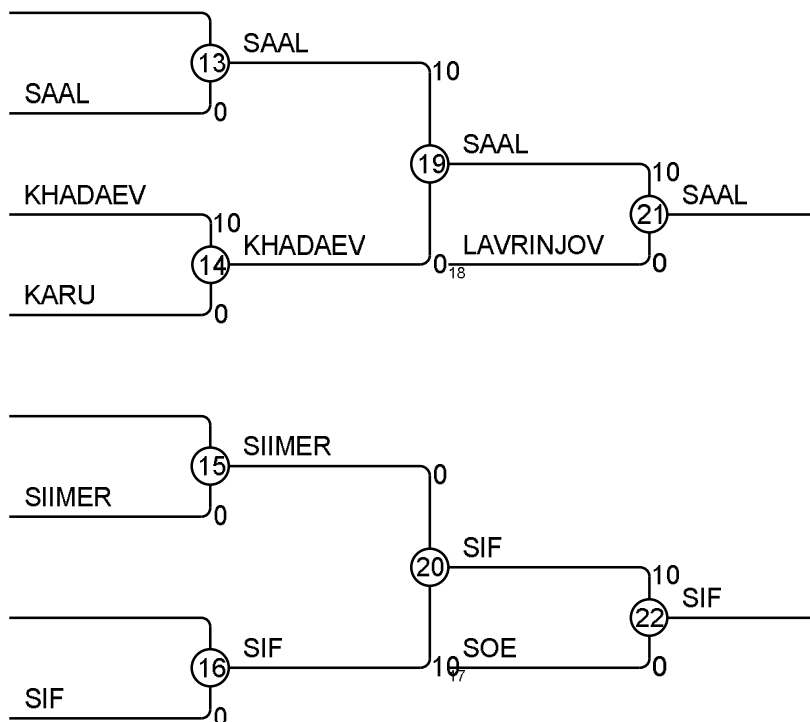 SAAL
13
10
SAAL
0
SAAL
19
10
SAAL
KHADAEV
21
10
KHADAEV
LAVRINJOV
14
0
18
0
KARU
0
SIIMER
15
0
SIIMER
0
SIF
20
10
SIF
22
SIF
SOE
16
10
17
0
SIF
0